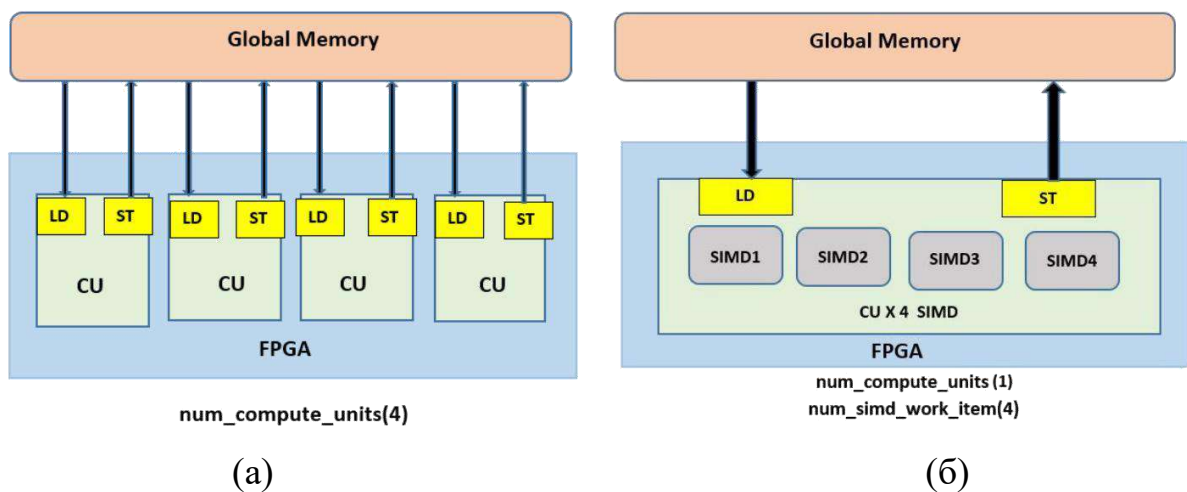 Global Memory
LD
ST
LD
ST
LD
ST
LD
ST
CU
CU
CU
CU
FPGA
num_compute_units(4)
(а)
Global Memory
LD
ST
SIMD1
SIMD2
SIMD3
SIMD4
CU X 4 SIMD
FPGA
num_compute_units (1)
num_simd_work_item(4)
(б)